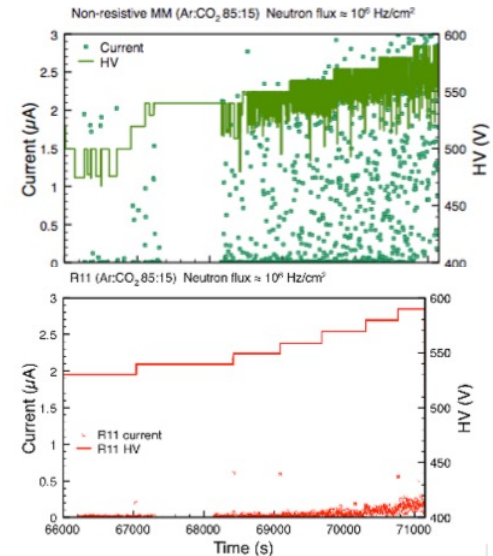 Non-resistive MM (Ar:CO2 85:15) Neutron flux ≈ 10⁶ Hz/cm²
3
2.5
2
1.5
1
0.5
0
Current (μA)
Current
HV
600
550
500
450
400
HV (V)
R11 (Ar:CO2 85:15) Neutron flux ≈ 10⁶ Hz/cm²
3
2.5
2
1.5
1
0.5
0
Current (μA)
R11 current
R11 HV
600
550
500
450
400
HV (V)
66000 67000 68000 69000 70000 71000
Time (s)